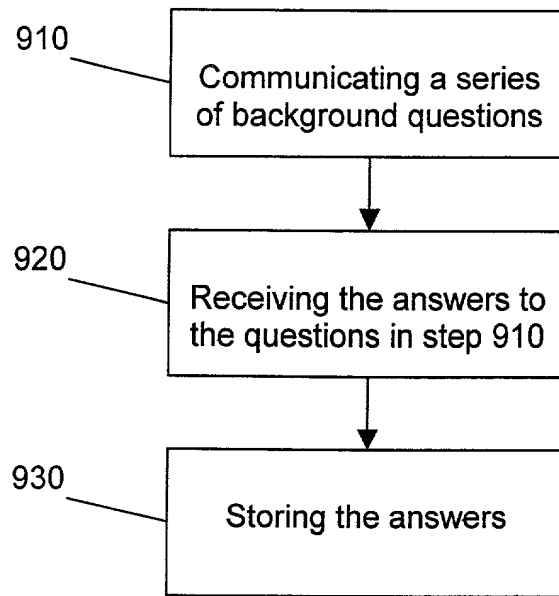 910
Communicating a series
of background questions
920
Receiving the answers to
the questions in step 910
930
Storing the answers